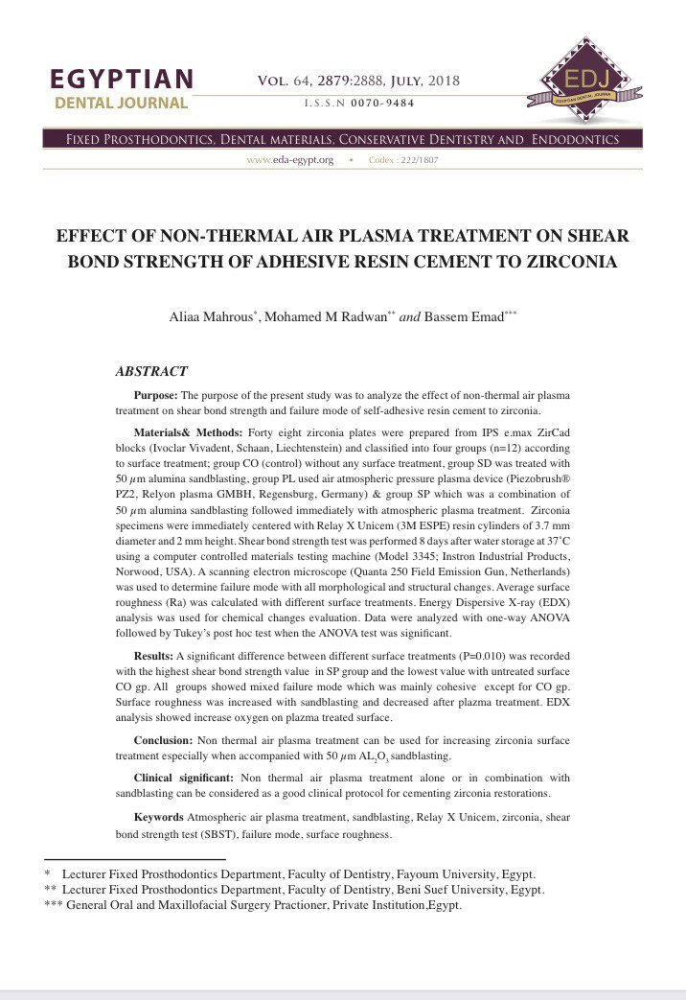 EGYPTIAN
DENTAL JOURNAL
VOL. 64, 2879:2888, JULY, 2018
I.S.S.N 0070-9484
EDJ
EGYPTIAN DENTAL JOURNAL
FIXED PROSTHODONTICS, DENTAL MATERIALS, CONSERVATIVE DENTISTRY AND ENDODONTICS
www.eda-egypt.org • Codex : 222/1807
EFFECT OF NON-THERMAL AIR PLASMA TREATMENT ON SHEAR
BOND STRENGTH OF ADHESIVE RESIN CEMENT TO ZIRCONIA
Aliaa Mahrous*, Mohamed M Radwan** and Bassem Emad***
ABSTRACT
Purpose: The purpose of the present study was to analyze the effect of non-thermal air plasma
treatment on shear bond strength and failure mode of self-adhesive resin cement to zirconia.
Materials& Methods: Forty eight zirconia plates were prepared from IPS e.max ZirCad
blocks (Ivoclar Vivadent, Schaan, Liechtenstein) and classified into four groups (n=12) according
to surface treatment; group CO (control) without any surface treatment, group SD was treated with
50 µm alumina sandblasting, group PL used air atmospheric pressure plasma device (Piezobrush®
PZ2, Relyon plasma GMBH, Regensburg, Germany) & group SP which was a combination of
50 µm alumina sandblasting followed immediately with atmospheric plasma treatment. Zirconia
specimens were immediately centered with Relay X Unicem (3M ESPE) resin cylinders of 3.7 mm
diameter and 2 mm height. Shear bond strength test was performed 8 days after water storage at 37˚C
using a computer controlled materials testing machine (Model 3345; Instron Industrial Products,
Norwood, USA). A scanning electron microscope (Quanta 250 Field Emission Gun, Netherlands)
was used to determine failure mode with all morphological and structural changes. Average surface
roughness (Ra) was calculated with different surface treatments. Energy Dispersive X-ray (EDX)
analysis was used for chemical changes evaluation. Data were analyzed with one-way ANOVA
followed by Tukey's post hoc test when the ANOVA test was significant.
Results: A significant difference between different surface treatments (P=0.010) was recorded
with the highest shear bond strength value in SP group and the lowest value with untreated surface
CO gp. All groups showed mixed failure mode which was mainly cohesive except for CO gp.
Surface roughness was increased with sandblasting and decreased after plazma treatment. EDX
analysis showed increase oxygen on plazma treated surface.
Conclusion: Non thermal air plasma treatment can be used for increasing zirconia surface
treatment especially when accompanied with 50 µm AL2O3 sandblasting.
Clinical significant: Non thermal air plasma treatment alone or in combination with
sandblasting can be considered as a good clinical protocol for cementing zirconia restorations.
Keywords Atmospheric air plasma treatment, sandblasting, Relay X Unicem, zirconia, shear
bond strength test (SBST), failure mode, surface roughness.
* Lecturer Fixed Prosthodontics Department, Faculty of Dentistry, Fayoum University, Egypt.
** Lecturer Fixed Prosthodontics Department, Faculty of Dentistry, Beni Suef University, Egypt.
*** General Oral and Maxillofacial Surgery Practioner, Private Institution,Egypt.